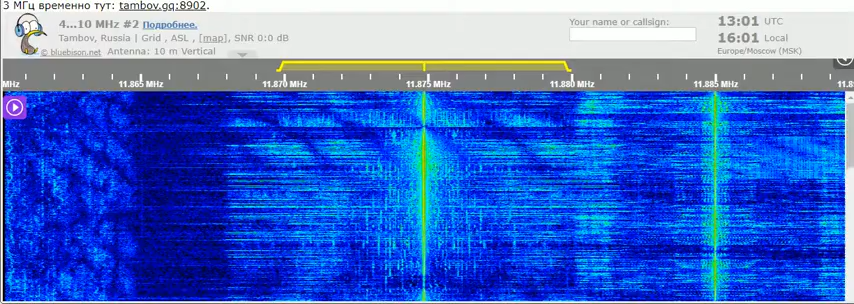 3 МГц временно тут: tambov.gq:8902.
4...10 MHz #2 Подробнее.
Tambov, Russia | Grid , ASL , [map], SNR 0:0 dB
© bluebison.net Antenna: 10 m Vertical
Your name or callsign:
13:01 UTC
16:01 Local
Europe/Moscow (MSK)
MHz 11.865 MHz 11.870 MHz 11.875 MHz 11.880 MHz 11.885 MHz 11.8